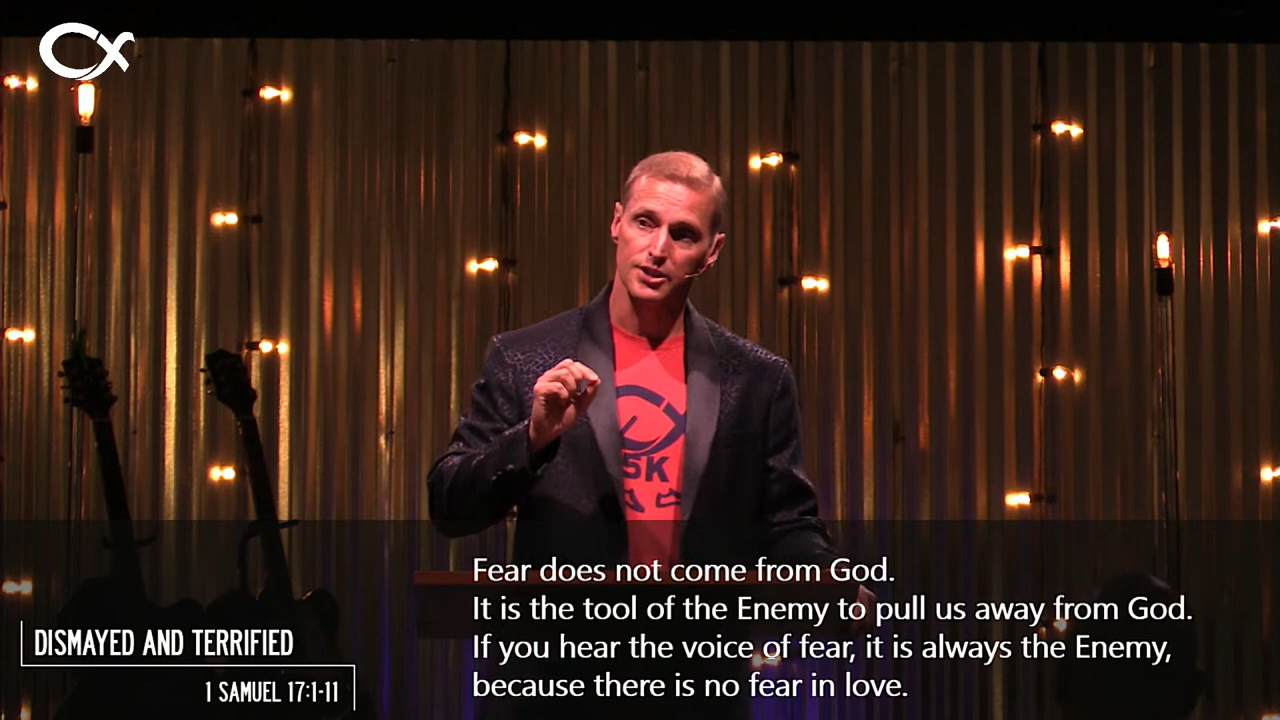 CX
5K
Fear does not come from God.
It is the tool of the Enemy to pull us away from God.
If you hear the voice of fear, it is always the Enemy,
because there is no fear in love.
DISMAYED AND TERRIFIED
1 SAMUEL 17:1-11